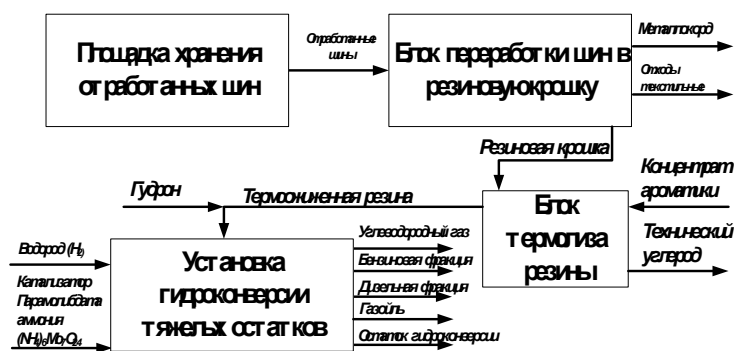 Площадка хранения
отработанных шин
Отработанные
шины
Блок переработки шин в
резиновую крошку
Металлокорд
Отходы
текстильные
Резиновая крошка
Концентрат
ароматики
Гудрон
Термоожиженная резина
Блок
термолиза
резины
Технический
углерод
Водород (H2)
Катализатор
Парамолибдата
аммония
(NH4)6Mo7O24
Установка
гидроконверсии
тяжелых остатков
Углеводородный газ
Бензиновая фракция
Дизельная фракция
Газойль
Остаток гидроконверсии